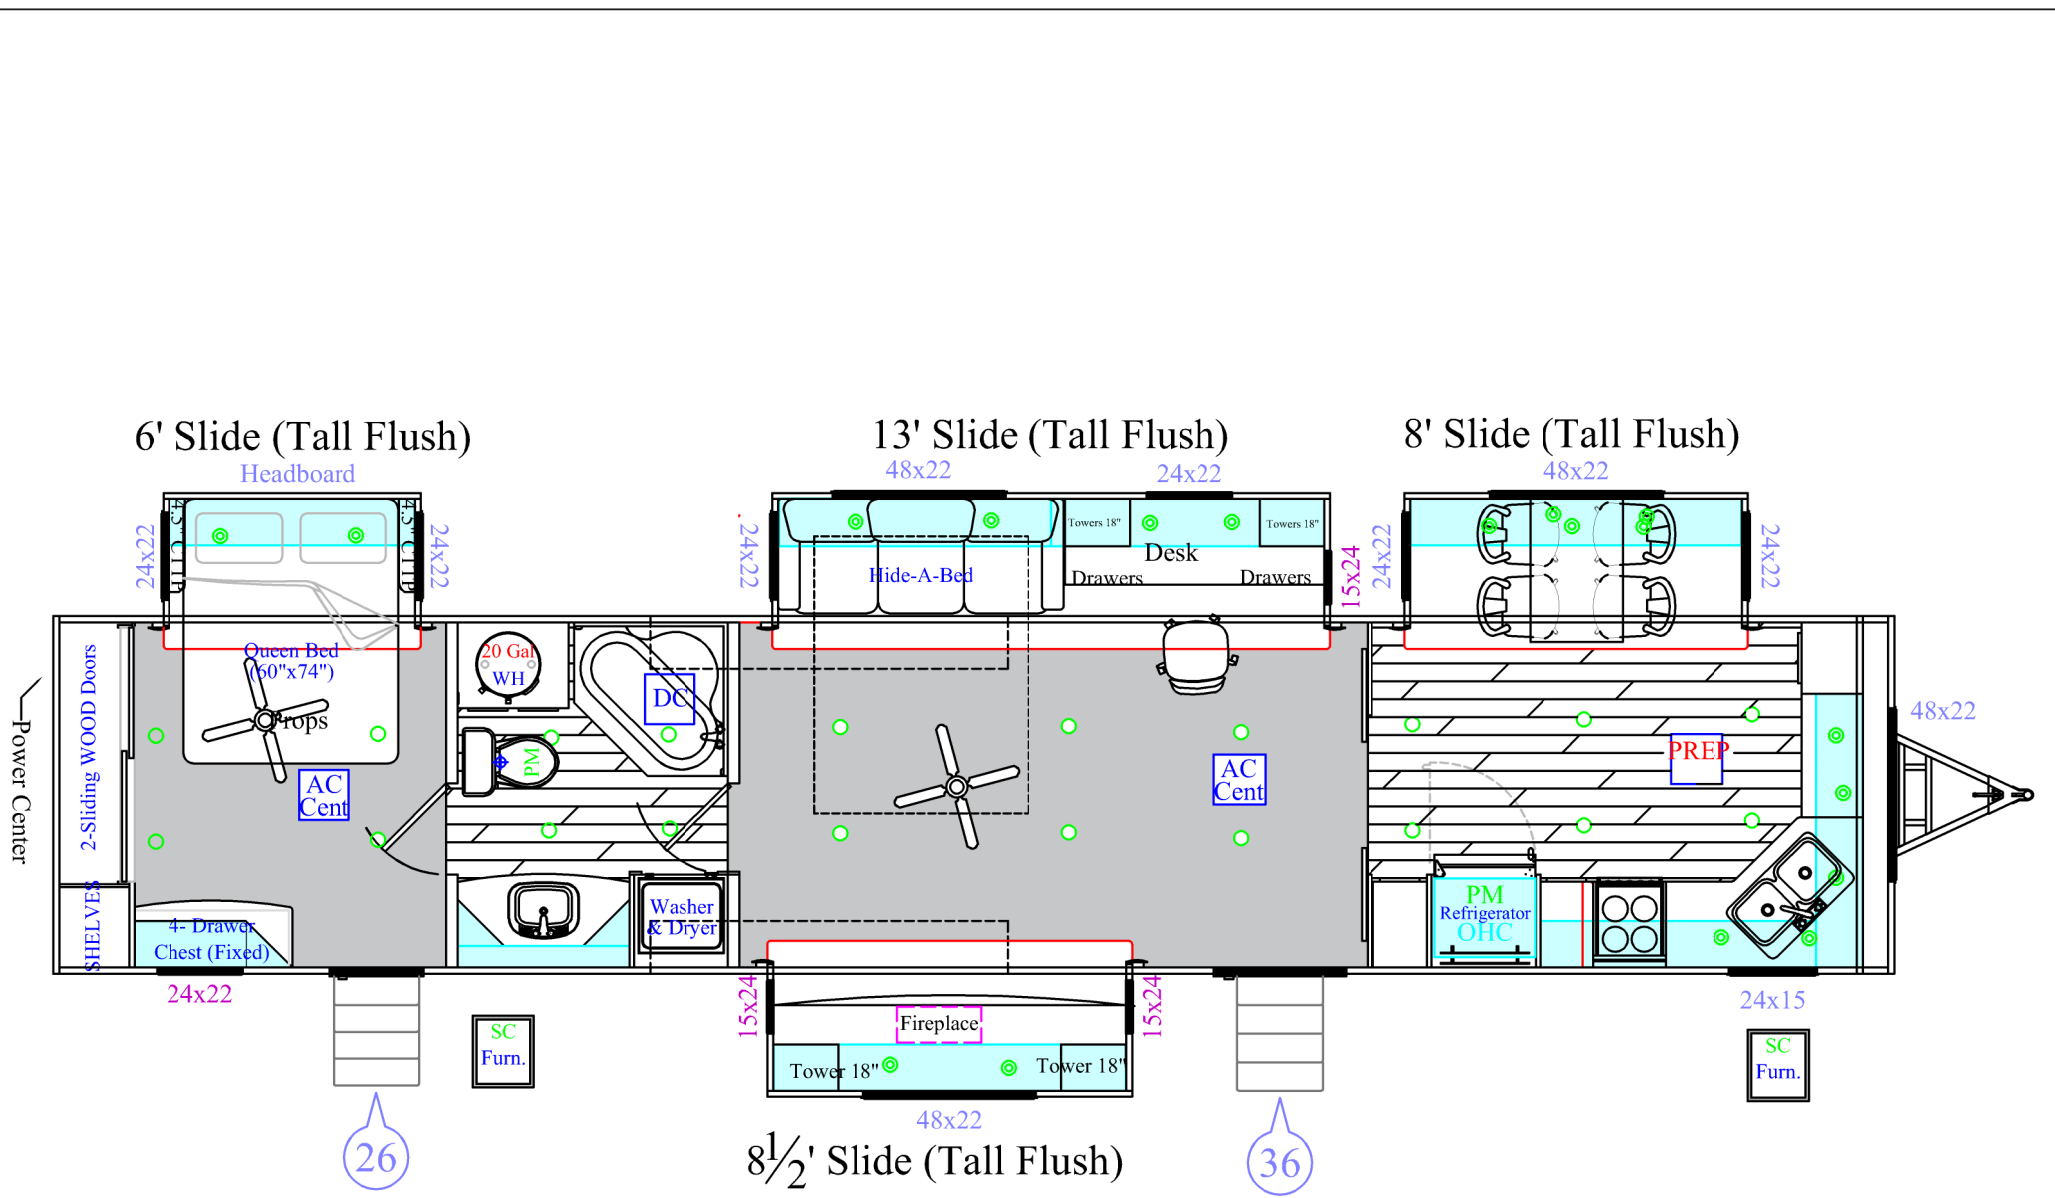 6' Slide (Tall Flush)
Headboard
13' Slide (Tall Flush)
48x22
24x22
8' Slide (Tall Flush)
48x22
24x22
24x22
24x22
Towers 18"
Towers 18"
Desk
Hide-A-Bed
Drawers
Drawers
15x24
24x22
24x22
Queen Bed
(60"x74")
20 Gal
WH
DC
2-Sliding WOOD Doors
Power Center
PM
AC
Cent
AC
Cent
PREP
48x22
SHELVES
4- Drawer
Chest (Fixed)
Washer
& Dryer
PM
Refrigerator
OHC
24x22
15x24
15x24
24x15
Fireplace
SC
Furn.
Tower 18"
Tower 18"
SC
Furn.
48x22
26
8½' Slide (Tall Flush)
36